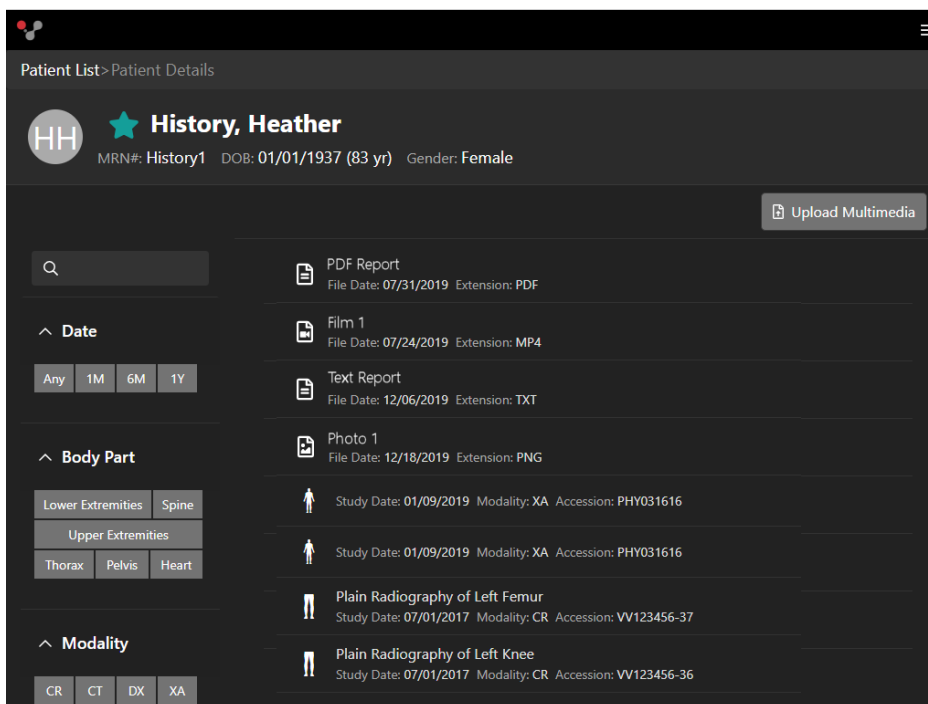 Patient List>Patient Details
HH
History, Heather
MRN#: History1 DOB: 01/01/1937 (83 yr) Gender: Female
Upload Multimedia
Date
Any 1M 6M 1Y
Body Part
Lower Extremities Spine
Upper Extremities
Thorax Pelvis Heart
Modality
CR CT DX XA
PDF Report
File Date: 07/31/2019 Extension: PDF
Film 1
File Date: 07/24/2019 Extension: MP4
Text Report
File Date: 12/06/2019 Extension: TXT
Photo 1
File Date: 12/18/2019 Extension: PNG
Study Date: 01/09/2019 Modality: XA Accession: PHY031616
Study Date: 01/09/2019 Modality: XA Accession: PHY031616
Plain Radiography of Left Femur
Study Date: 07/01/2017 Modality: CR Accession: VV123456-37
Plain Radiography of Left Knee
Study Date: 07/01/2017 Modality: CR Accession: VV123456-36